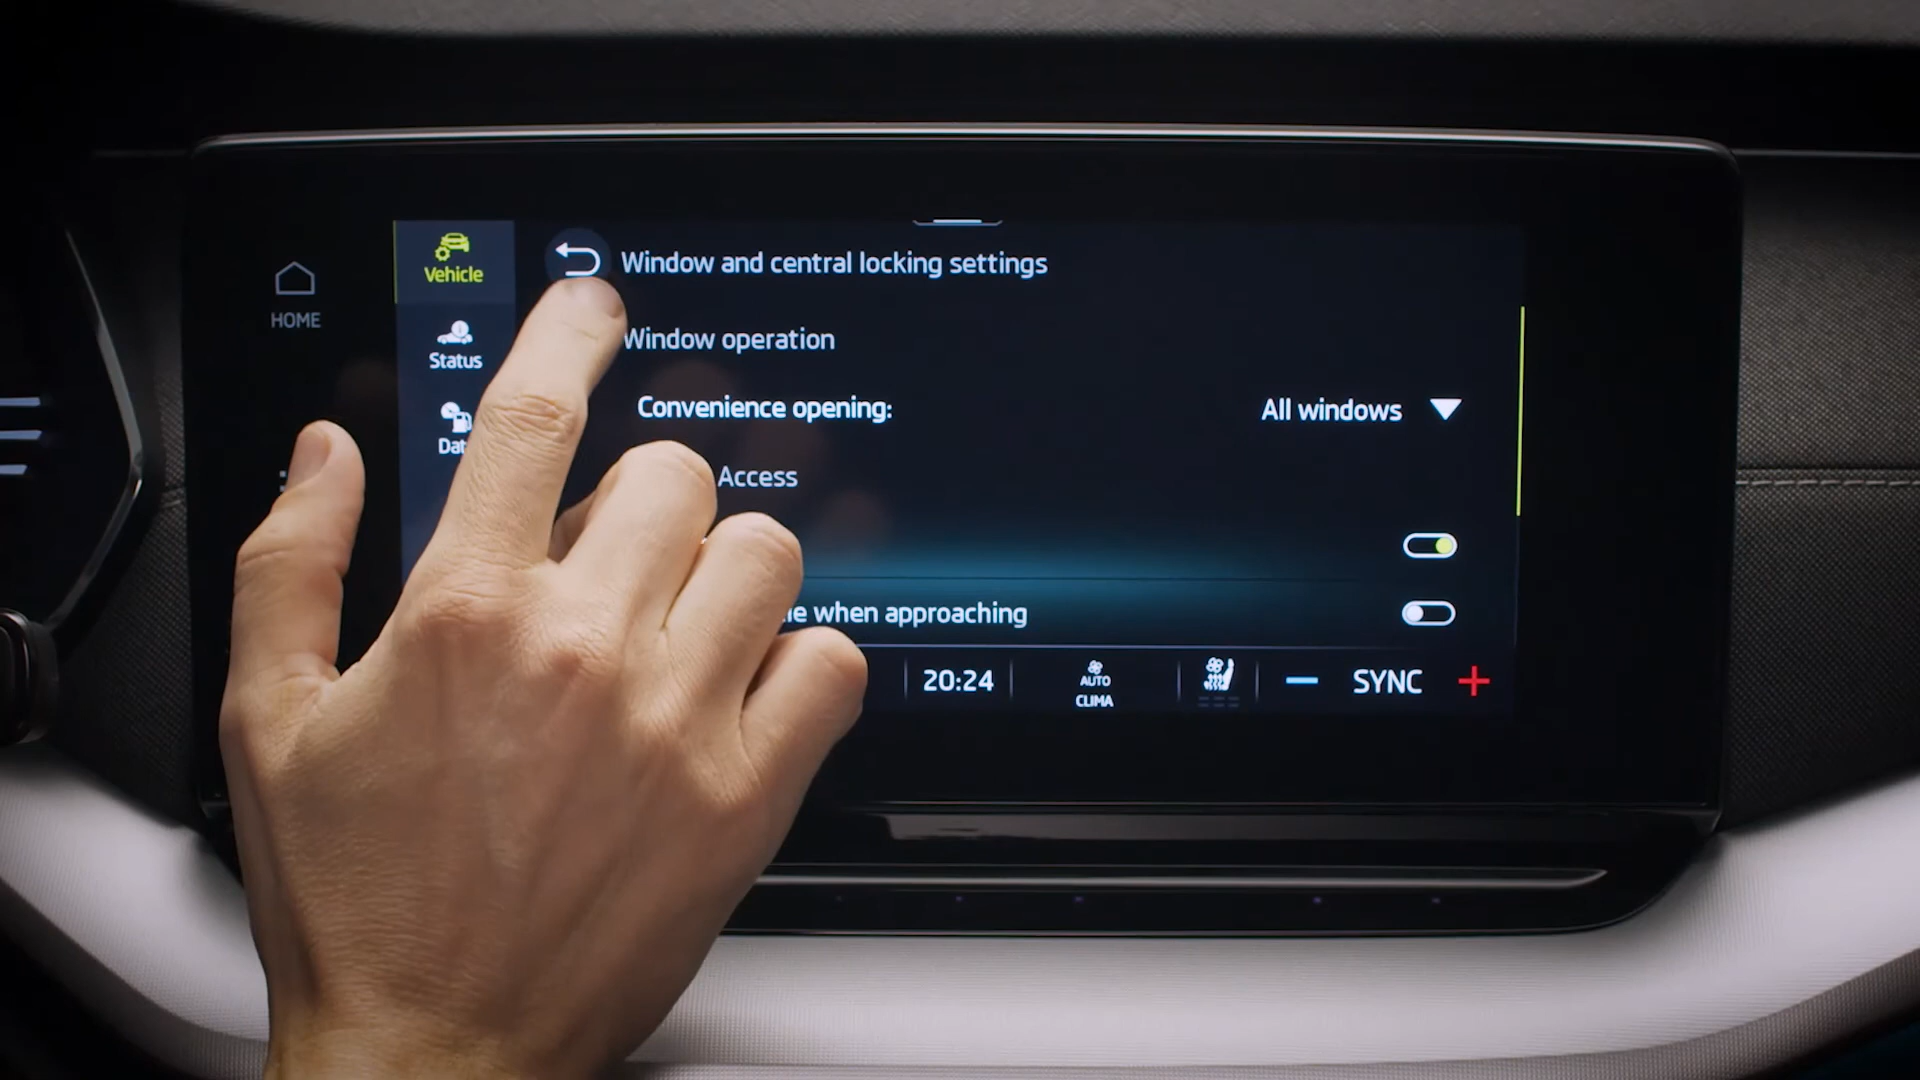 HOME
Vehicle
Status
Window and central locking settings
Window operation
Convenience opening: All windows
Access
when approaching
20:24
AUTO
CLIMA
SYNC